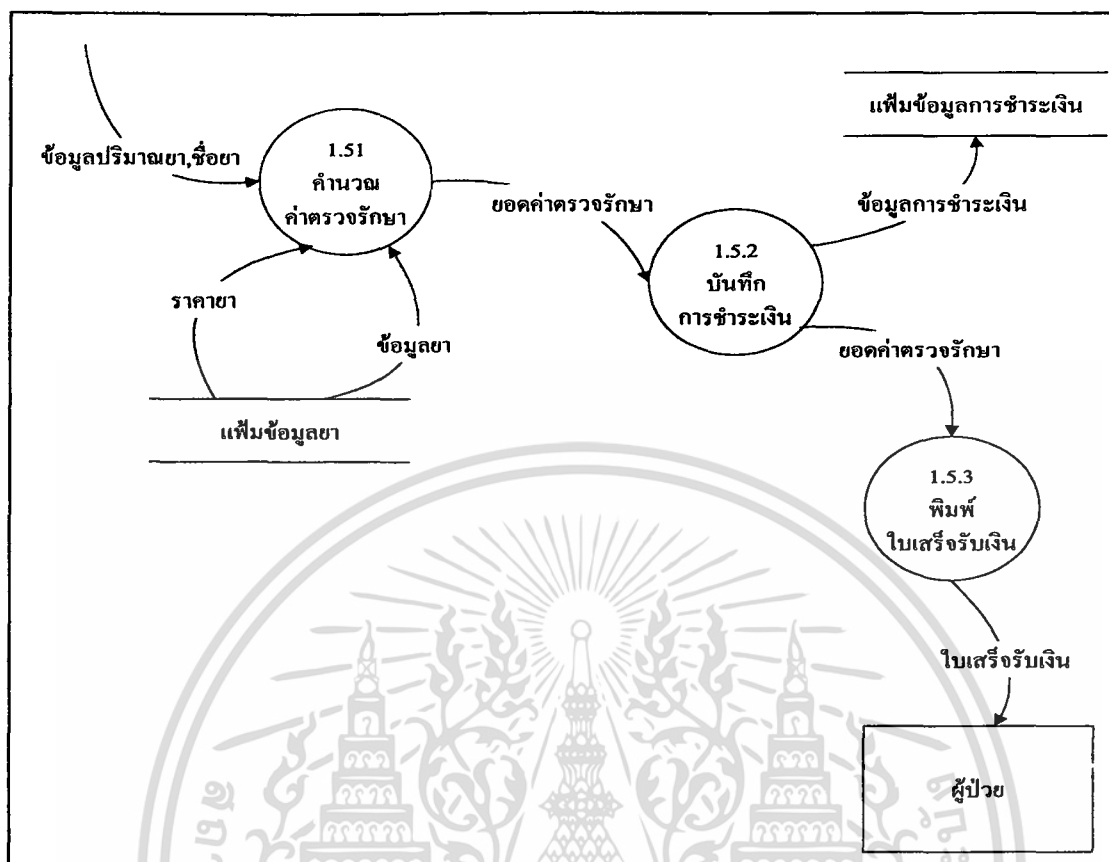 แฟ้มข้อมูลการชำระเงิน
ข้อมูลปริมาณยา,ชื่อยา
1.51
คำนวณ
ค่าตรวจรักษา
ยอดค่าตรวจรักษา
ข้อมูลการชำระเงิน
1.5.2
บันทึก
การชำระเงิน
ราคายา
ข้อมูลยา
ยอดค่าตรวจรักษา
แฟ้มข้อมูลยา
1.5.3
พิมพ์
ใบเสร็จรับเงิน
ใบเสร็จรับเงิน
ผู้ป่วย